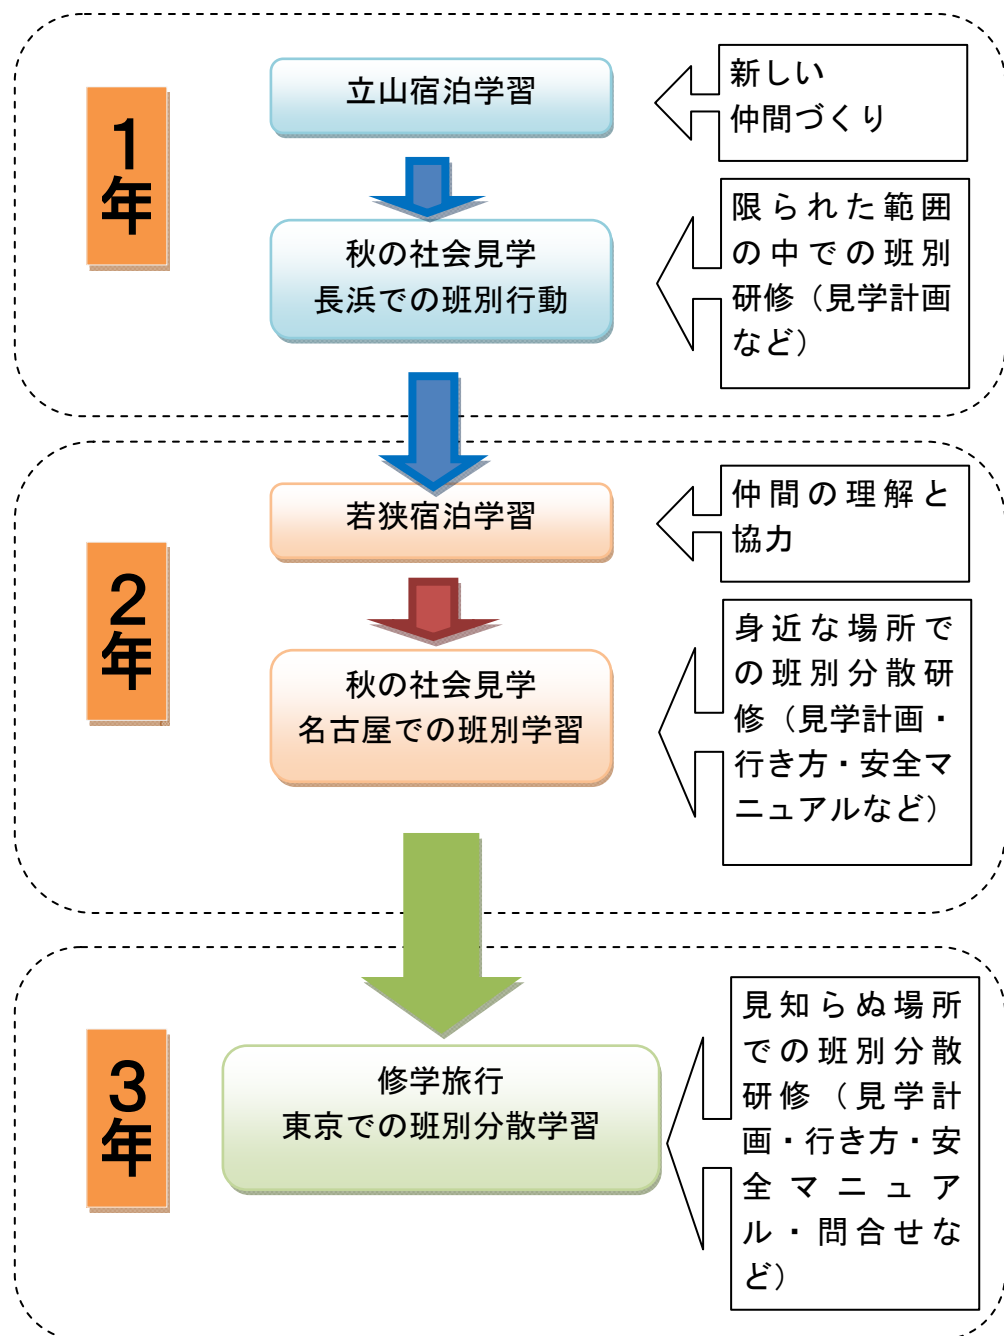 1
年
立山宿泊学習
新しい
仲間づくり
秋の社会見学
長浜での班別行動
限られた範囲
の中での班別
研修（見学計画
など）
2
年
若狭宿泊学習
仲間の理解と
協力
秋の社会見学
名古屋での班別学習
身近な場所で
の班別分散研
修（見学計画・
行き方・安全マ
ニュアルなど）
3
年
修学旅行
東京での班別分散学習
見知らぬ場所
での班別分散
研修（見学計
画・行き方・安
全マニュア
ル・問合せな
ど）